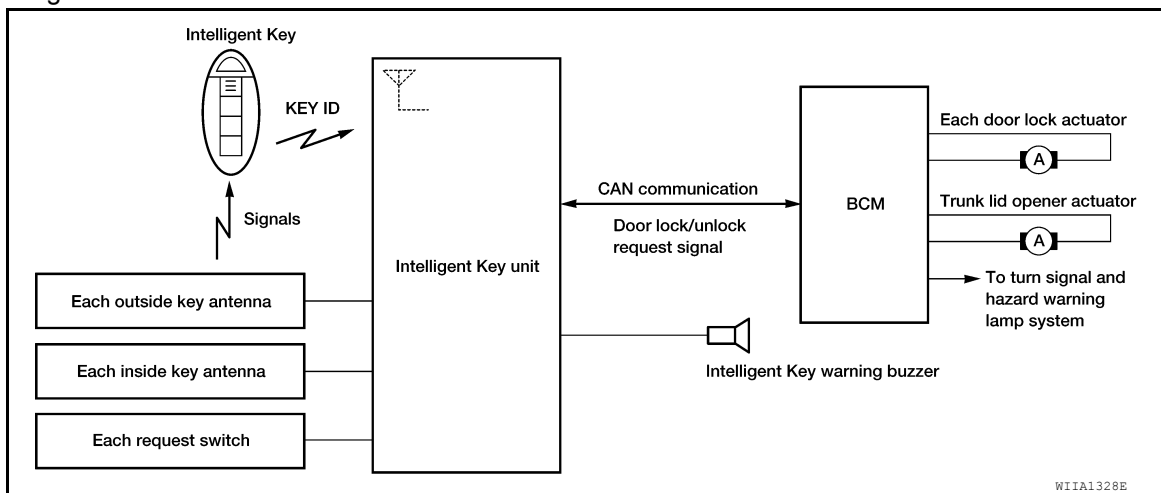 Intelligent Key
KEY ID
Signals
Each outside key antenna
Each inside key antenna
Each request switch
Intelligent Key unit
CAN communication
Door lock/unlock
request signal
Intelligent Key warning buzzer
BCM
Each door lock actuator
A
Trunk lid opener actuator
A
To turn signal and
hazard warning
lamp system
WIIA1328E